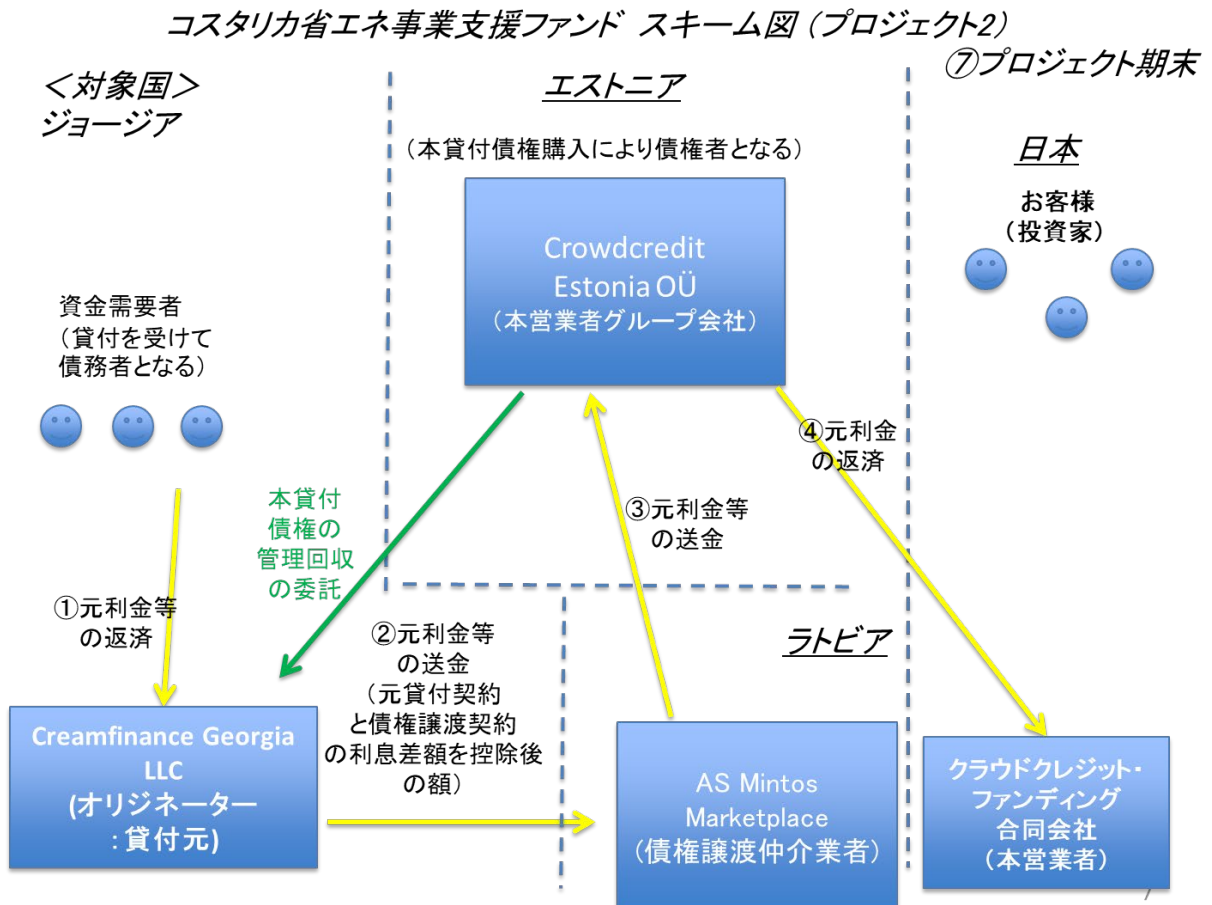 コスタリカ省エネ事業支援ファンド スキーム図（プロジェクト2）
⑦プロジェクト期末
＜対象国＞
ジョージア
エストニア
（本貸付債権購入により債権者となる）
日本
お客様
（投資家）
Crowdcredit
Estonia OÜ
（本営業者グループ会社）
資金需要者
（貸付を受けて
債務者となる）
④元利金
の返済
本貸付
債権の
管理回収
の委託
③元利金等
の送金
①元利金等
の返済
②元利金等
の送金
（元貸付契約
と債権譲渡契約
の利息差額を控除後
の額）
ラトビア
Creamfinance Georgia
LLC
(オリジネーター
：貸付元)
AS Mintos
Marketplace
（債権譲渡仲介業者）
クラウドクレジット・
ファンディング
合同会社
（本営業者）